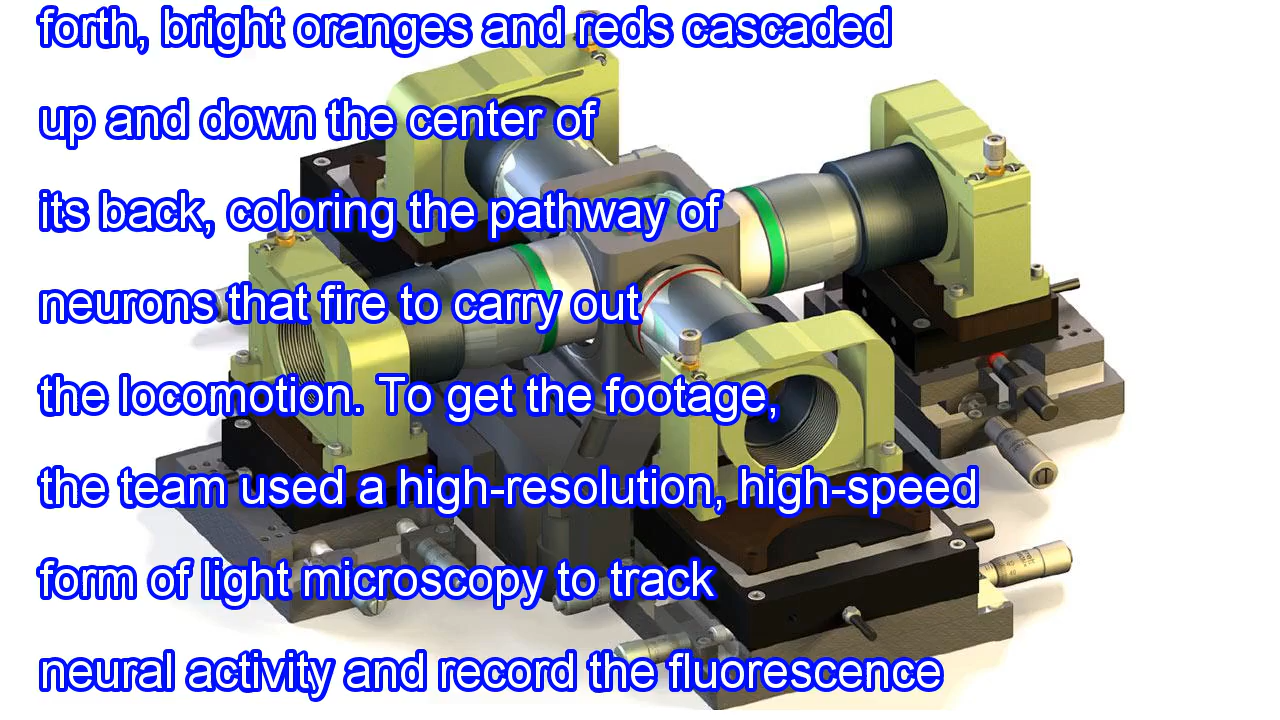 forth, bright oranges and reds cascaded
up and down the center of
its back, coloring the pathway of
neurons that fire to carry out
the locomotion. To get the footage,
the team used a high-resolution, high-speed
form of light microscopy to track
neural activity and record the fluorescence